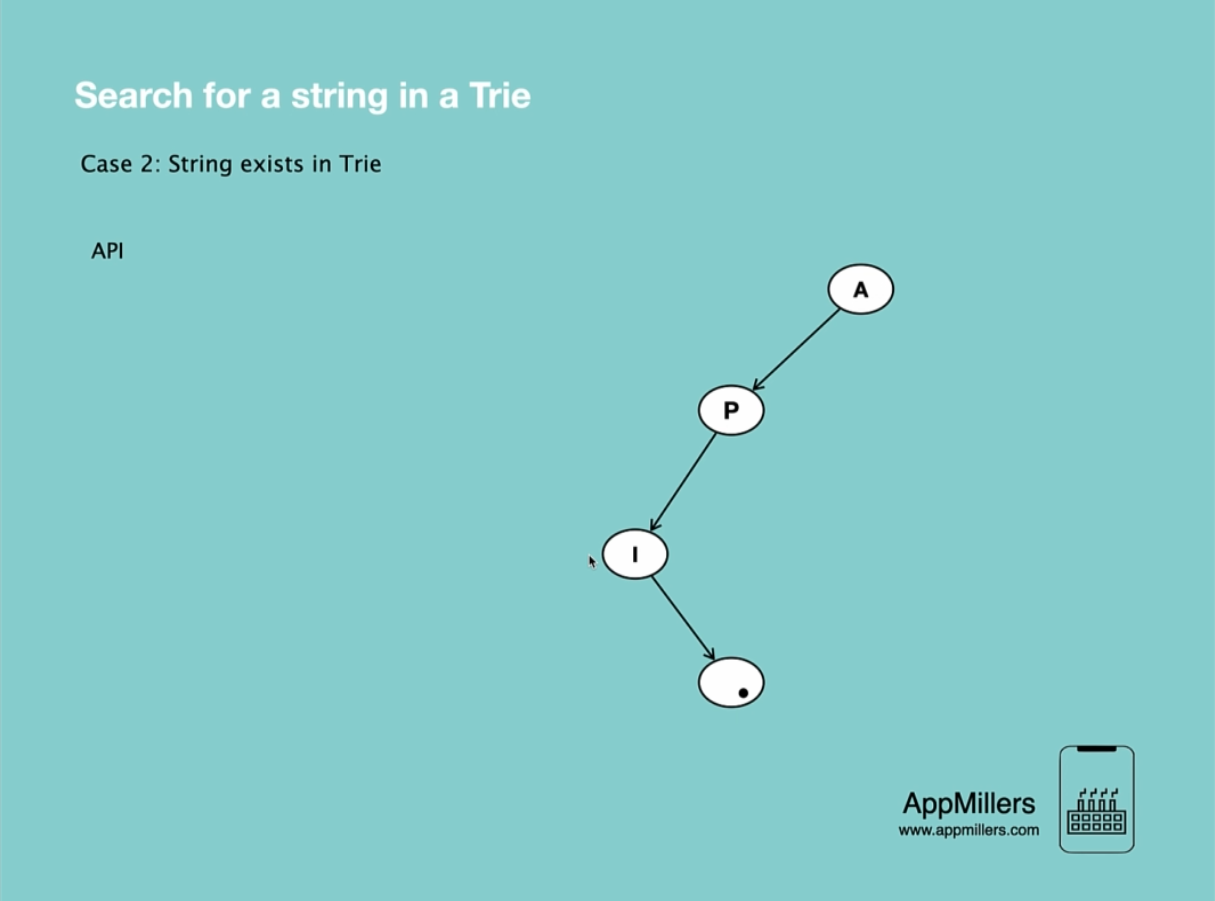 Search for a string in a Trie
Case 2: String exists in Trie
API
A
P
I
AppMillers
www.appmillers.com